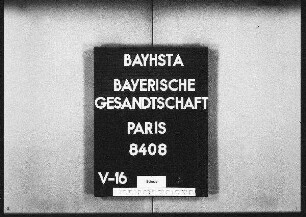 BAYHSTA
BAYERISCHE
GESANDTSCHAFT
PARIS
8408
V-16